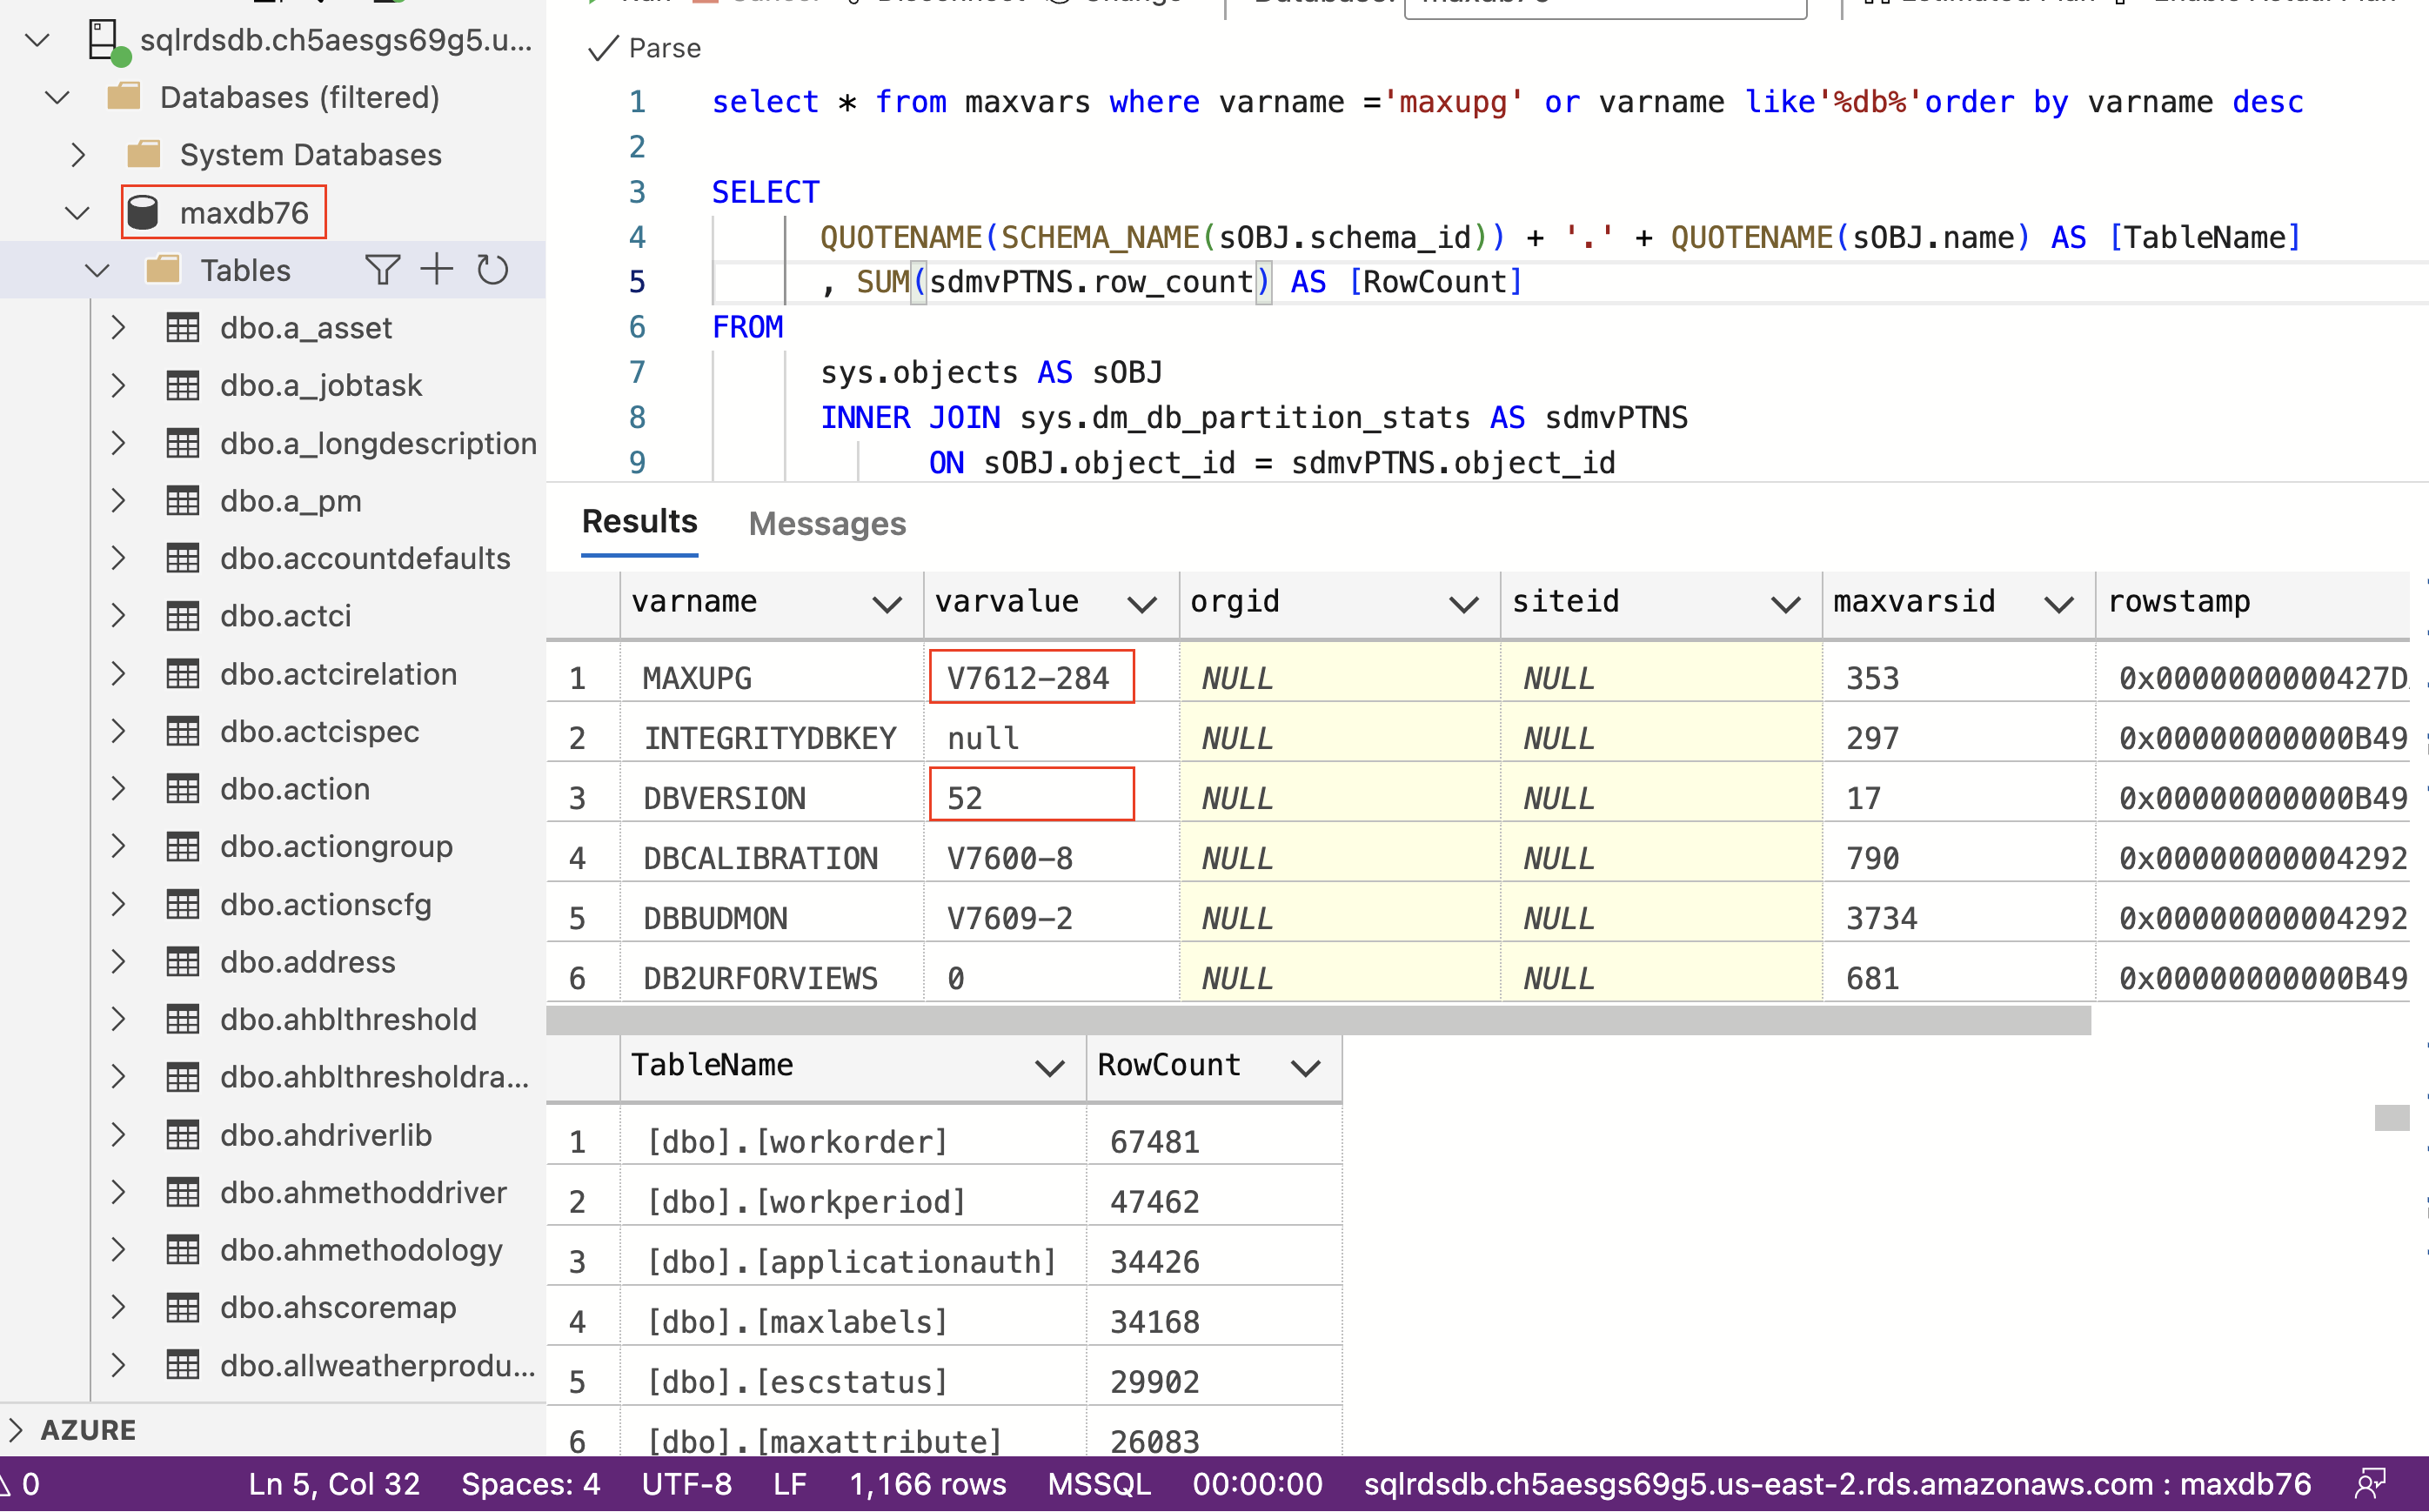 sqlrdsdb.ch5aesgs69g5.u...
Databases (filtered)
System Databases
maxdb76
Tables
dbo.a_asset
dbo.a_jobtask
dbo.a_longdescription
dbo.a_pm
dbo.accountdefaults
dbo.actci
dbo.actcirelation
dbo.actcispec
dbo.action
dbo.actiongroup
dbo.actionscfg
dbo.address
dbo.ahblthreshold
dbo.ahblthresholdra...
dbo.ahdriverlib
dbo.ahmethoddriver
dbo.ahmethodology
dbo.ahscoremap
dbo.allweatherprodu...
AZURE
Parse
1 select * from maxvars where varname ='maxupg' or varname like'%db%'order by varname desc
2
3 SELECT
4 QUOTENAME(SCHEMA_NAME(sOBJ.schema_id)) + '.' + QUOTENAME(sOBJ.name) AS [TableName]
5 , SUM(sdmvPTNS.row_count) AS [RowCount]
6 FROM
7 sys.objects AS sOBJ
8 INNER JOIN sys.dm_db_partition_stats AS sdmvPTNS
9 ON sOBJ.object_id = sdmvPTNS.object_id
Results Messages
varname varvalue orgid siteid maxvarsid rowstamp
1 MAXUPG V7612-284 NULL NULL 353 0x0000000000427D
2 INTEGRITYDBKEY null NULL NULL 297 0x00000000000B49
3 DBVERSION 52 NULL NULL 17 0x00000000000B49
4 DBCALIBRATION V7600-8 NULL NULL 790 0x00000000004292
5 DBBUDMON V7609-2 NULL NULL 3734 0x00000000004292
6 DB2URFORVIEWS 0 NULL NULL 681 0x00000000000B49
TableName RowCount
1 [dbo].[workorder] 67481
2 [dbo].[workperiod] 47462
3 [dbo].[applicationauth] 34426
4 [dbo].[maxlabels] 34168
5 [dbo].[escstatus] 29902
6 [dbo].[maxattribute] 26083
0 Ln 5, Col 32 Spaces: 4 UTF-8 LF 1,166 rows MSSQL 00:00:00 sqlrdsdb.ch5aesgs69g5.us-east-2.rds.amazonaws.com : maxdb76